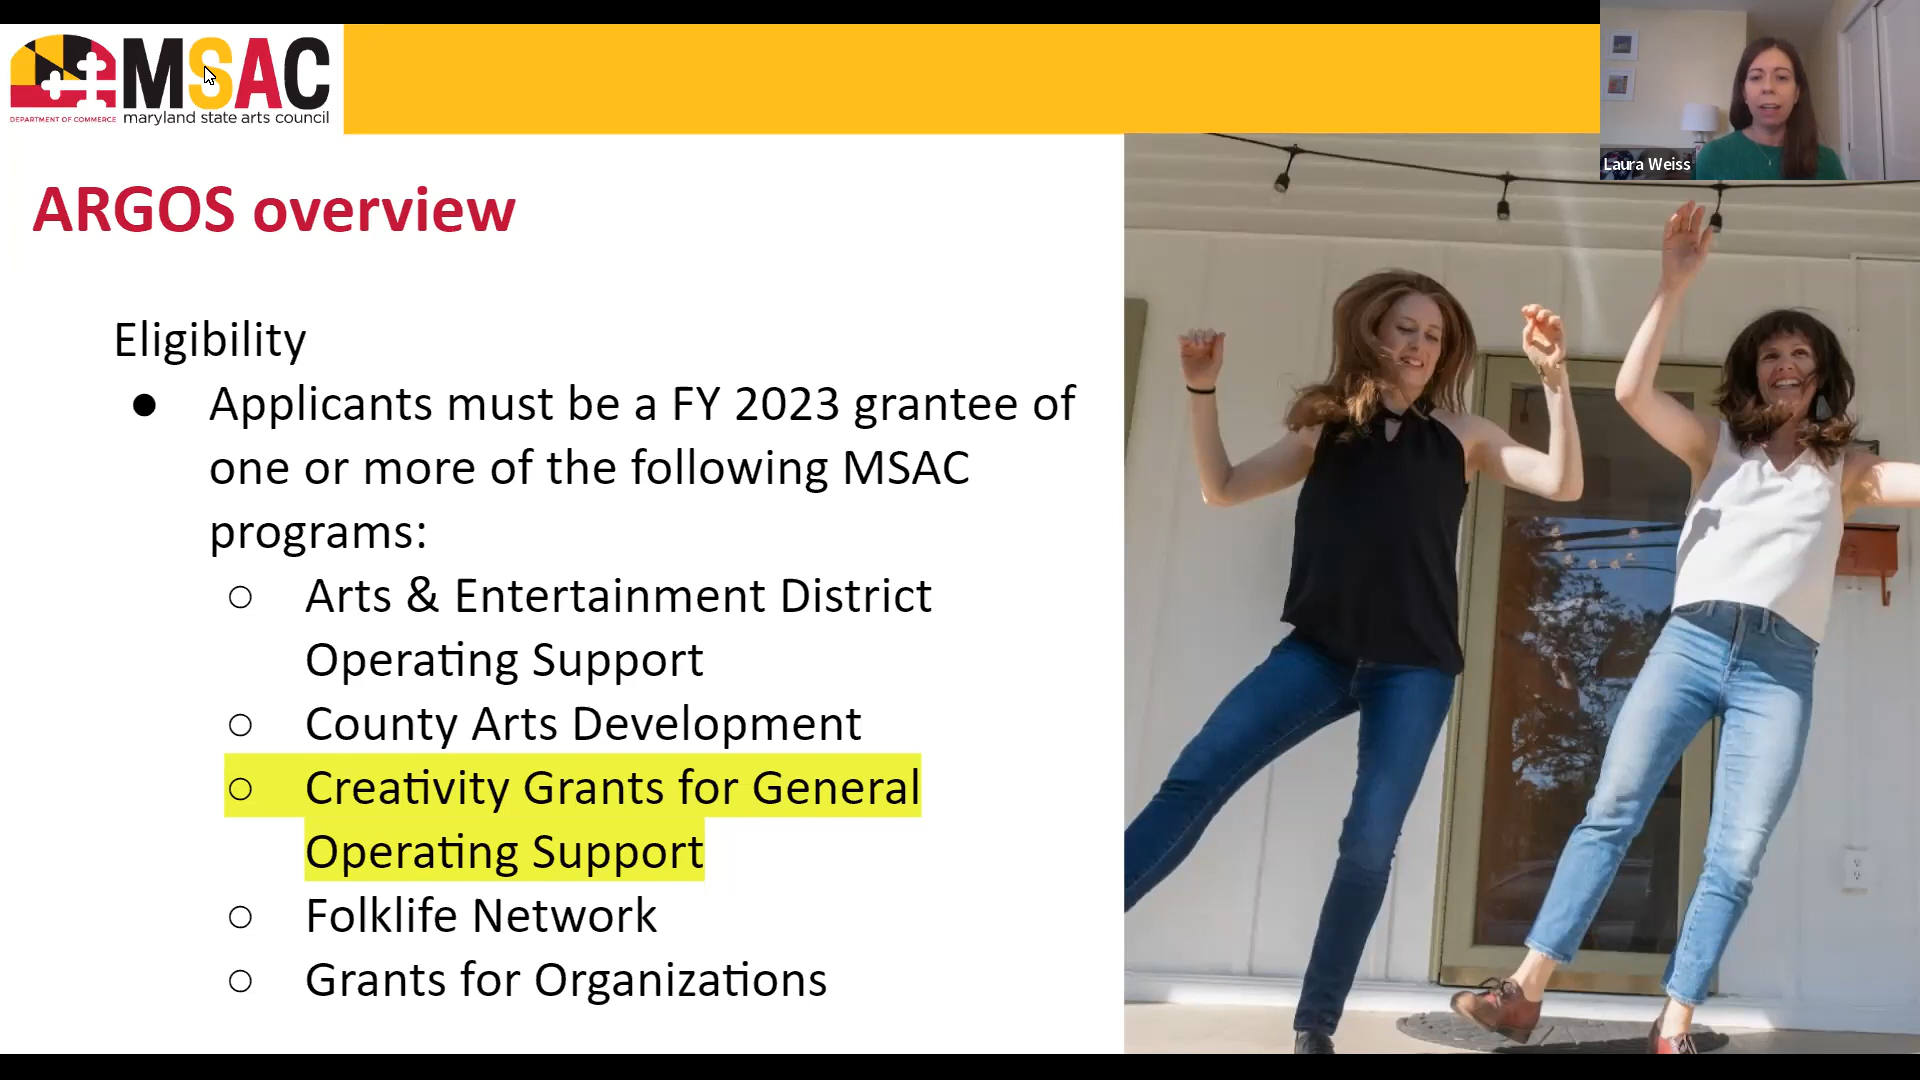 MSAC
DEPARTMENT OF COMMERCE
maryland state arts council
Laura Weiss
ARGOS overview
Eligibility
● Applicants must be a FY 2023 grantee of
one or more of the following MSAC
programs:
○ Arts & Entertainment District
Operating Support
○ County Arts Development
○ Creativity Grants for General
Operating Support
○ Folklife Network
○ Grants for Organizations